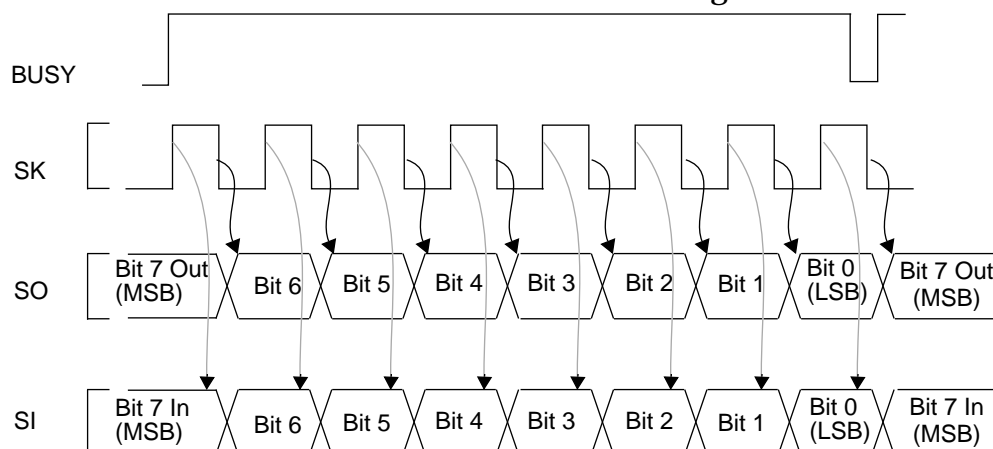 BUSY
SK
SO
Bit 7 Out
(MSB)
Bit 6
Bit 5
Bit 4
Bit 3
Bit 2
Bit 1
Bit 0
(LSB)
Bit 7 Out
(MSB)
SI
Bit 7 In
(MSB)
Bit 6
Bit 5
Bit 4
Bit 3
Bit 2
Bit 1
Bit 0
(LSB)
Bit 7 In
(MSB)